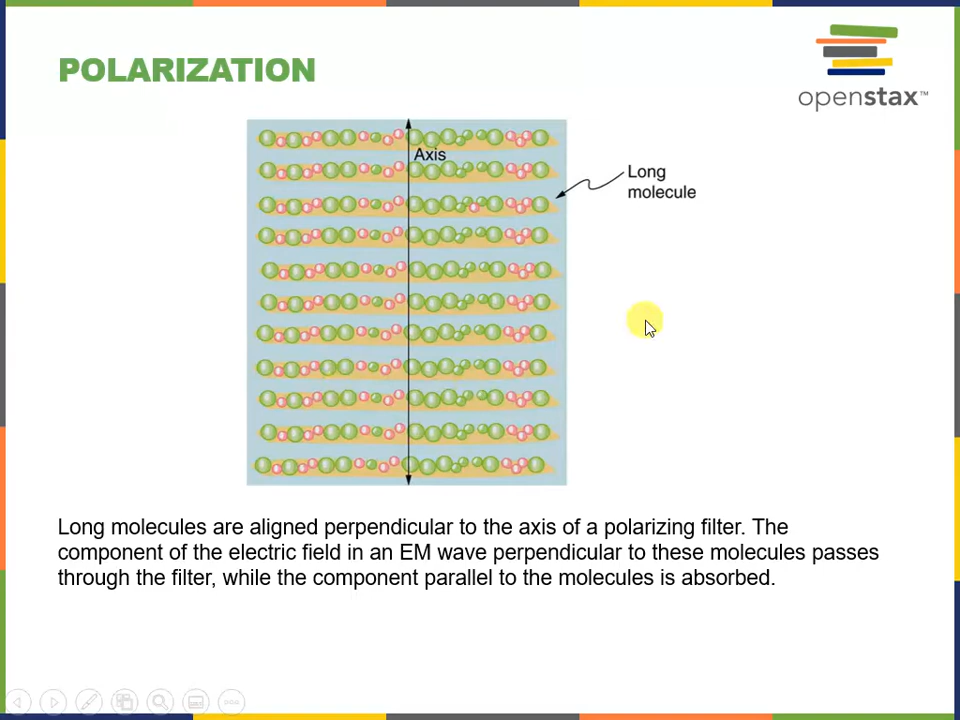 POLARIZATION
openstax™
Axis
Long
molecule
Long molecules are aligned perpendicular to the axis of a polarizing filter. The
component of the electric field in an EM wave perpendicular to these molecules passes
through the filter, while the component parallel to the molecules is absorbed.